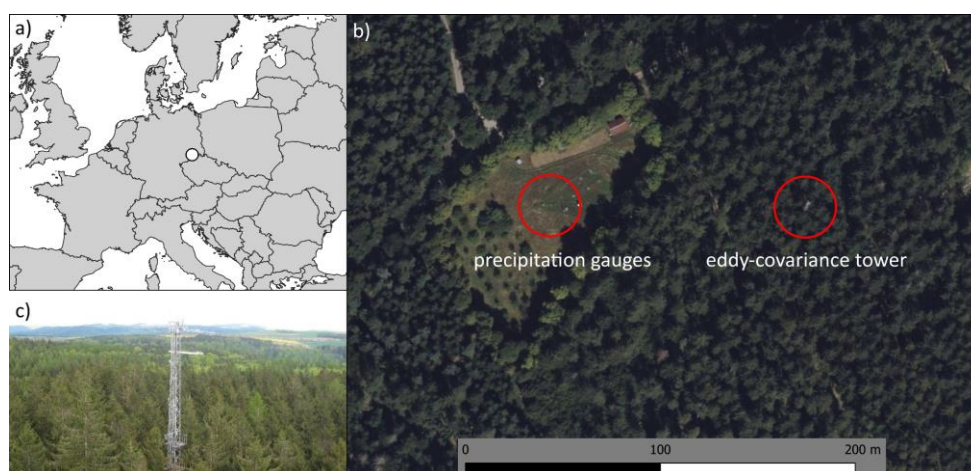 a)
b)
precipitation gauges
eddy-covariance tower
c)
0
100
200 m